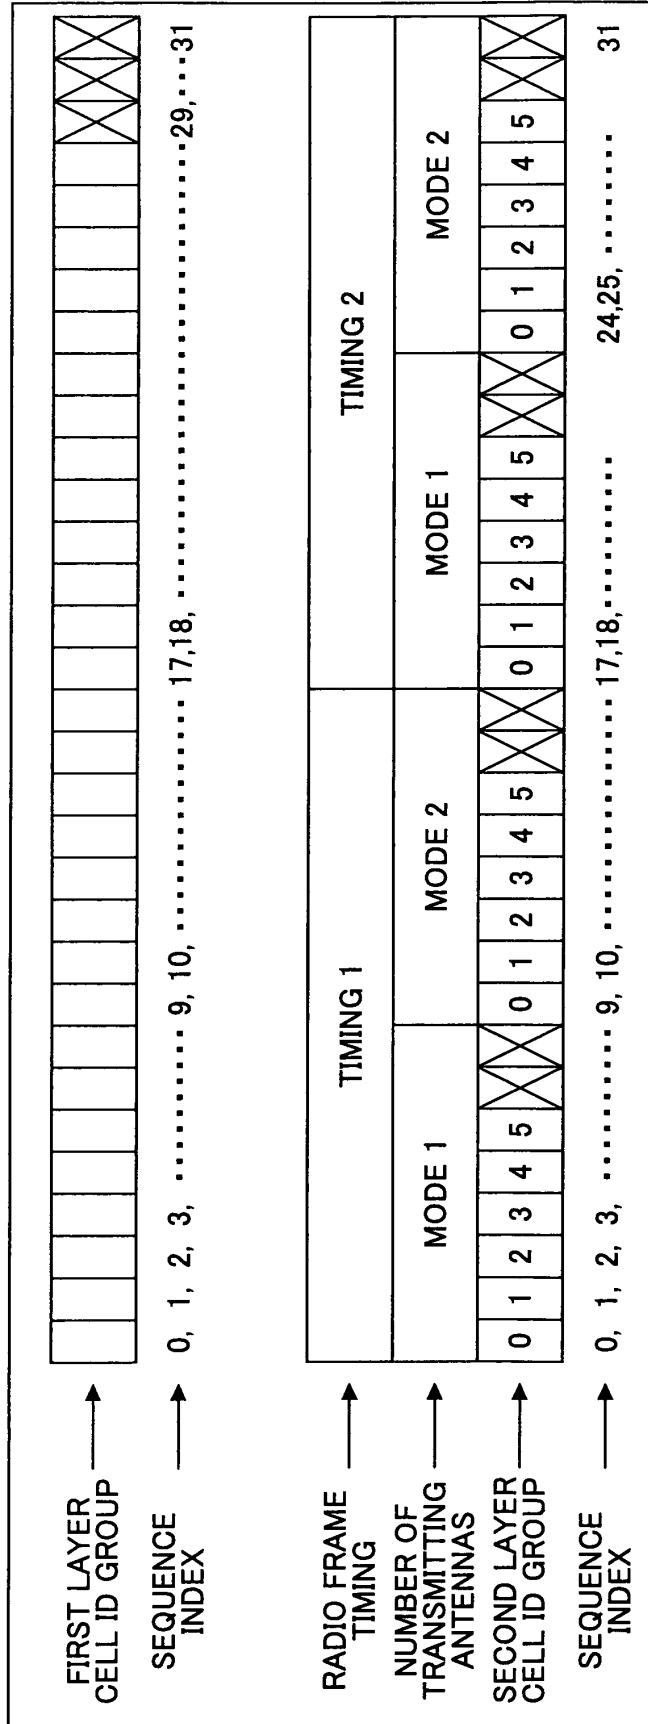 FIRST LAYER
CELL ID GROUP
SEQUENCE
INDEX
0, 1, 2, 3, .......... 9, 10, .................. 17,18, .................................. 29,...31
RADIO FRAME
TIMING
TIMING 1
TIMING 2
NUMBER OF
TRANSMITTING
ANTENNAS
MODE 1
MODE 2
MODE 1
MODE 2
SECOND LAYER
CELL ID GROUP
0 1 2 3 4 5
0 1 2 3 4 5
0 1 2 3 4 5
0 1 2 3 4 5
SEQUENCE
INDEX
0, 1, 2, 3, .......... 9, 10, .................. 17,18,............ 24,25, ......... 31